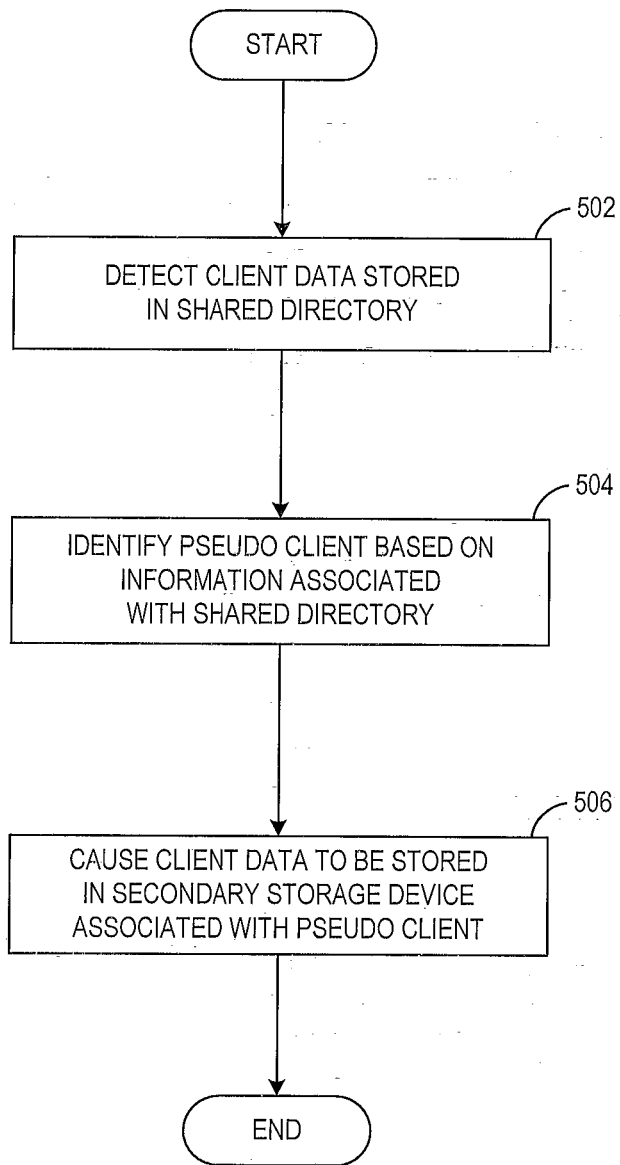 START
502
DETECT CLIENT DATA STORED
IN SHARED DIRECTORY
504
IDENTIFY PSEUDO CLIENT BASED ON
INFORMATION ASSOCIATED
WITH SHARED DIRECTORY
506
CAUSE CLIENT DATA TO BE STORED
IN SECONDARY STORAGE DEVICE
ASSOCIATED WITH PSEUDO CLIENT
END